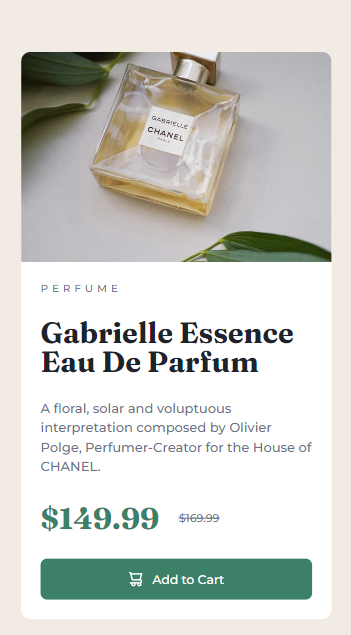 GABRIELLE
CHANEL
PARIS
PERFUME
Gabrielle Essence
Eau De Parfum
A floral, solar and voluptuous
interpretation composed by Olivier
Polge, Perfumer-Creator for the House of
CHANEL.
$149.99 $169.99
Add to Cart